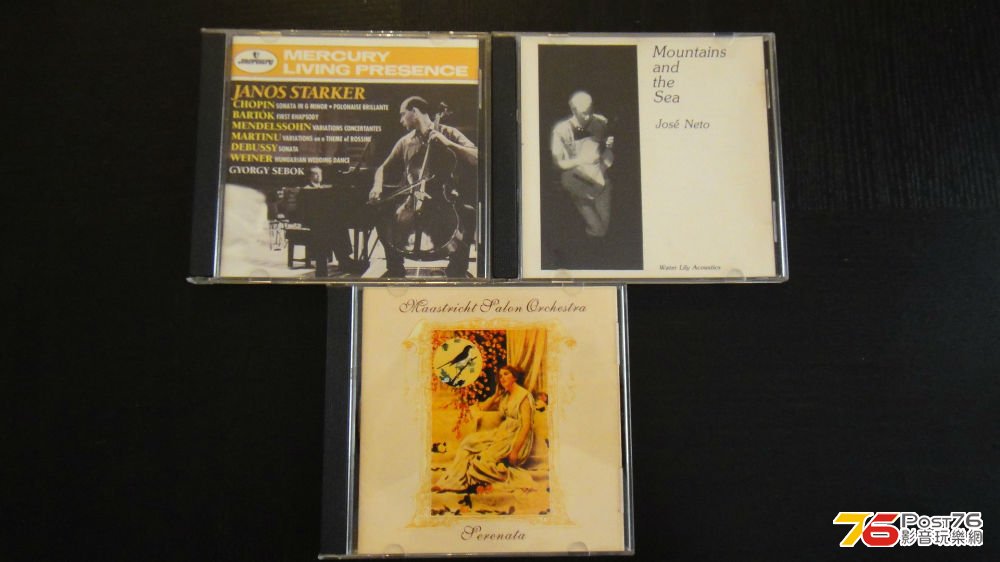 Mercury
MERCURY
LIVING PRESENCE
JANOS STARKER
CHOPIN SONATA IN G MINOR • POLONAISE BRILLANTE
BARTÓK FIRST RHAPSODY
MENDELSSOHN VARIATIONS CONCERTANTES
MARTINU VARIATIONS on a THEME of ROSSINI
DEBUSSY SONATA
WEINER HUNGARIAN WEDDING DANCE
GYORGY SEBOK
Mountains
and
the
Sea
José Neto
Water Lily Acoustics
Maastricht Salon Orchestra
Serenata
76 POST76
影音玩樂網